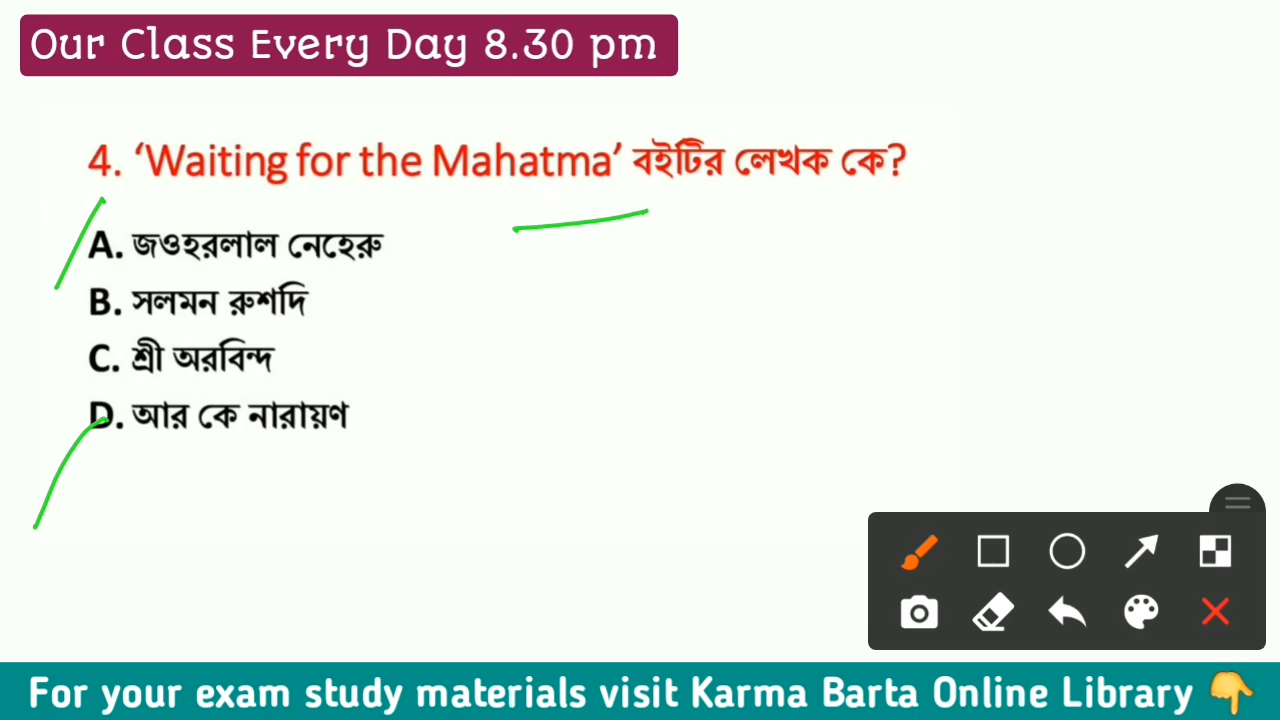 Our Class Every Day 8.30 pm
4. ‘Waiting for the Mahatma’ বইটির লেখক কে?
A. জওহরলাল নেহেরু
B. সলমন রুশদি
C. শ্রী অরবিন্দ
D. আর কে নারায়ণ
For your exam study materials visit Karma Barta Online Library 👇